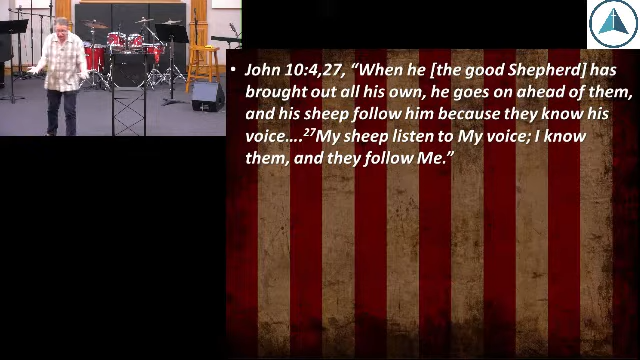 • John 10:4,27, “When he [the good Shepherd] has
brought out all his own, he goes on ahead of them,
and his sheep follow him because they know his
voice….²⁷My sheep listen to My voice; I know
them, and they follow Me.”